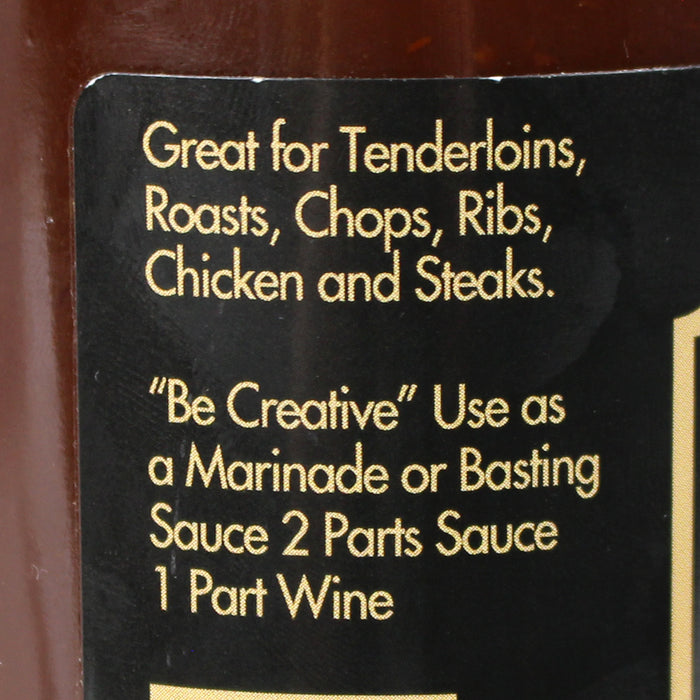 Great for Tenderloins,
Roasts, Chops, Ribs,
Chicken and Steaks.
“Be Creative” Use as
a Marinade or Basting
Sauce 2 Parts Sauce
1 Part Wine